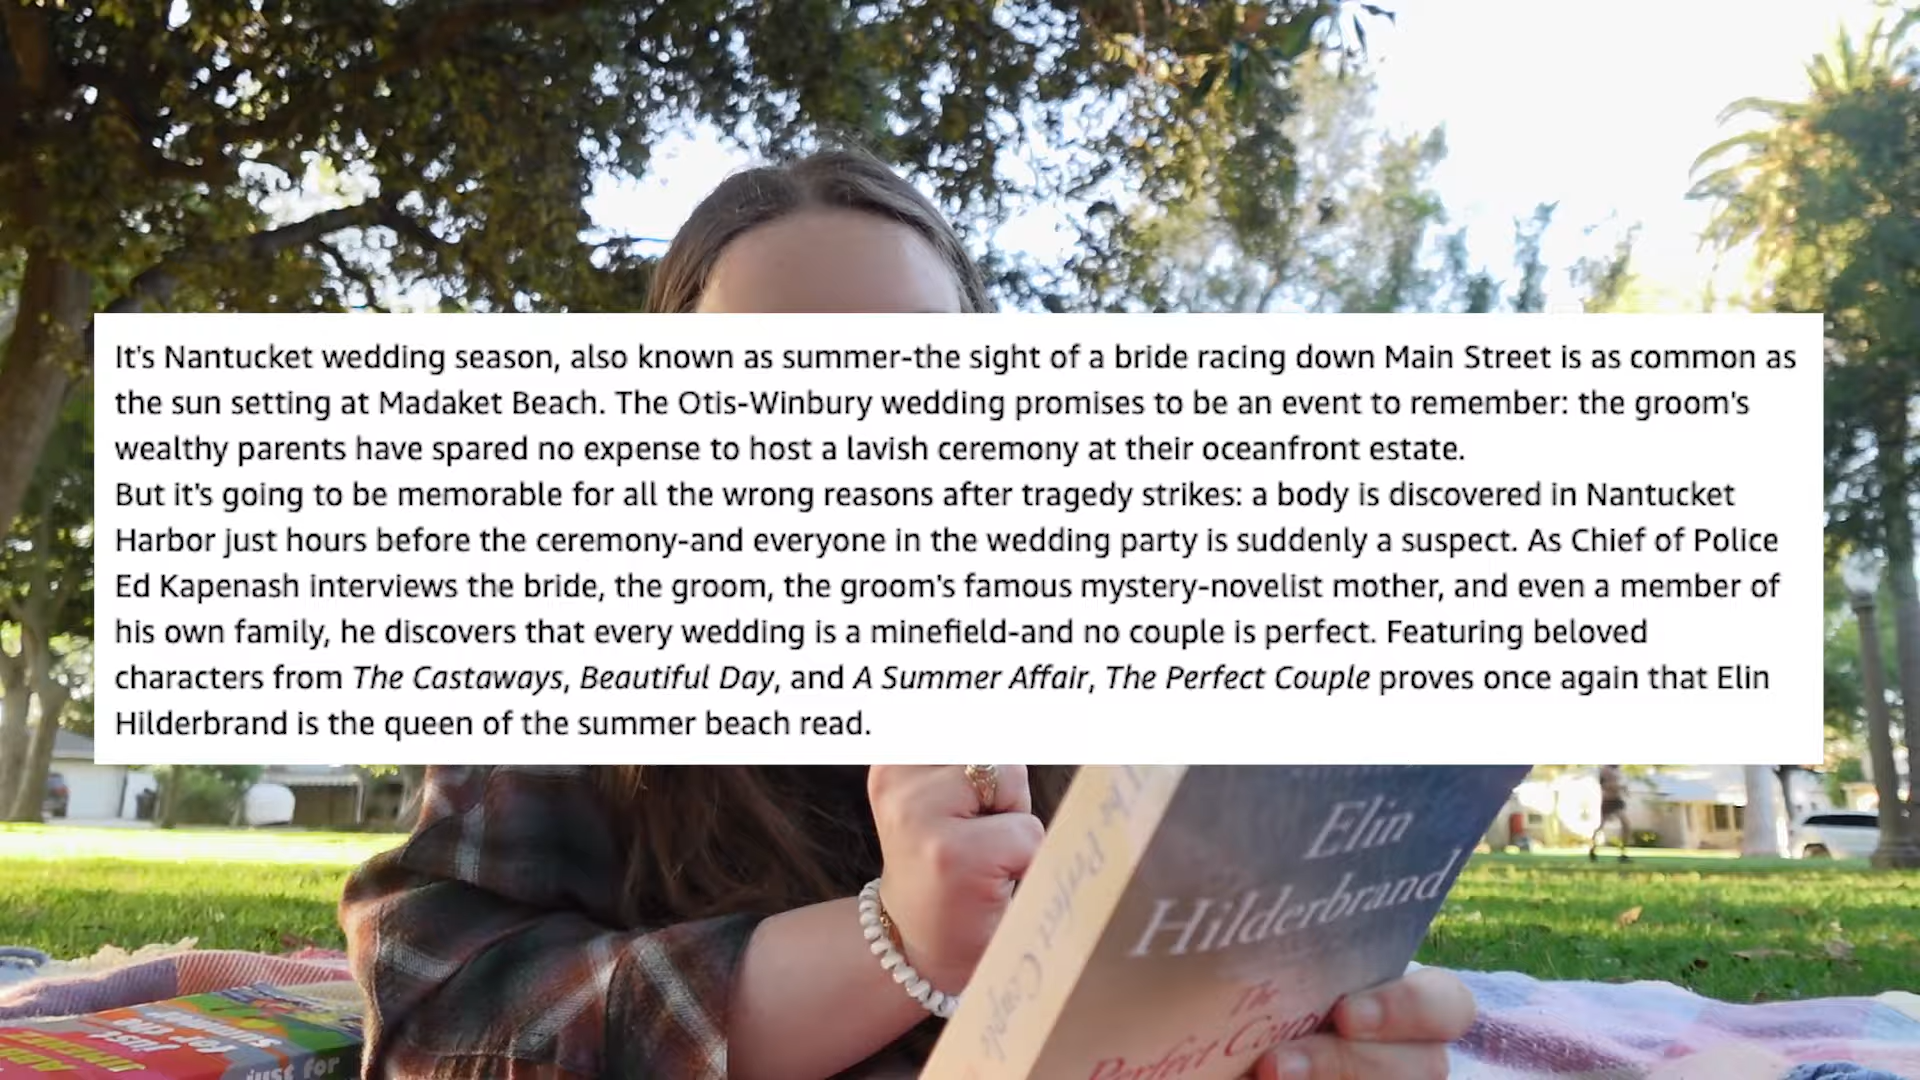 It's Nantucket wedding season, also known as summer-the sight of a bride racing down Main Street is as common as
the sun setting at Madaket Beach. The Otis-Winbury wedding promises to be an event to remember: the groom's
wealthy parents have spared no expense to host a lavish ceremony at their oceanfront estate.
But it's going to be memorable for all the wrong reasons after tragedy strikes: a body is discovered in Nantucket
Harbor just hours before the ceremony-and everyone in the wedding party is suddenly a suspect. As Chief of Police
Ed Kapenash interviews the bride, the groom, the groom's famous mystery-novelist mother, and even a member of
his own family, he discovers that every wedding is a minefield-and no couple is perfect. Featuring beloved
characters from The Castaways, Beautiful Day, and A Summer Affair, The Perfect Couple proves once again that Elin
Hilderbrand is the queen of the summer beach read.
Elin
Hilderbrand
The
Perfect Couple
The Perfect Couple
just for
summer
just for